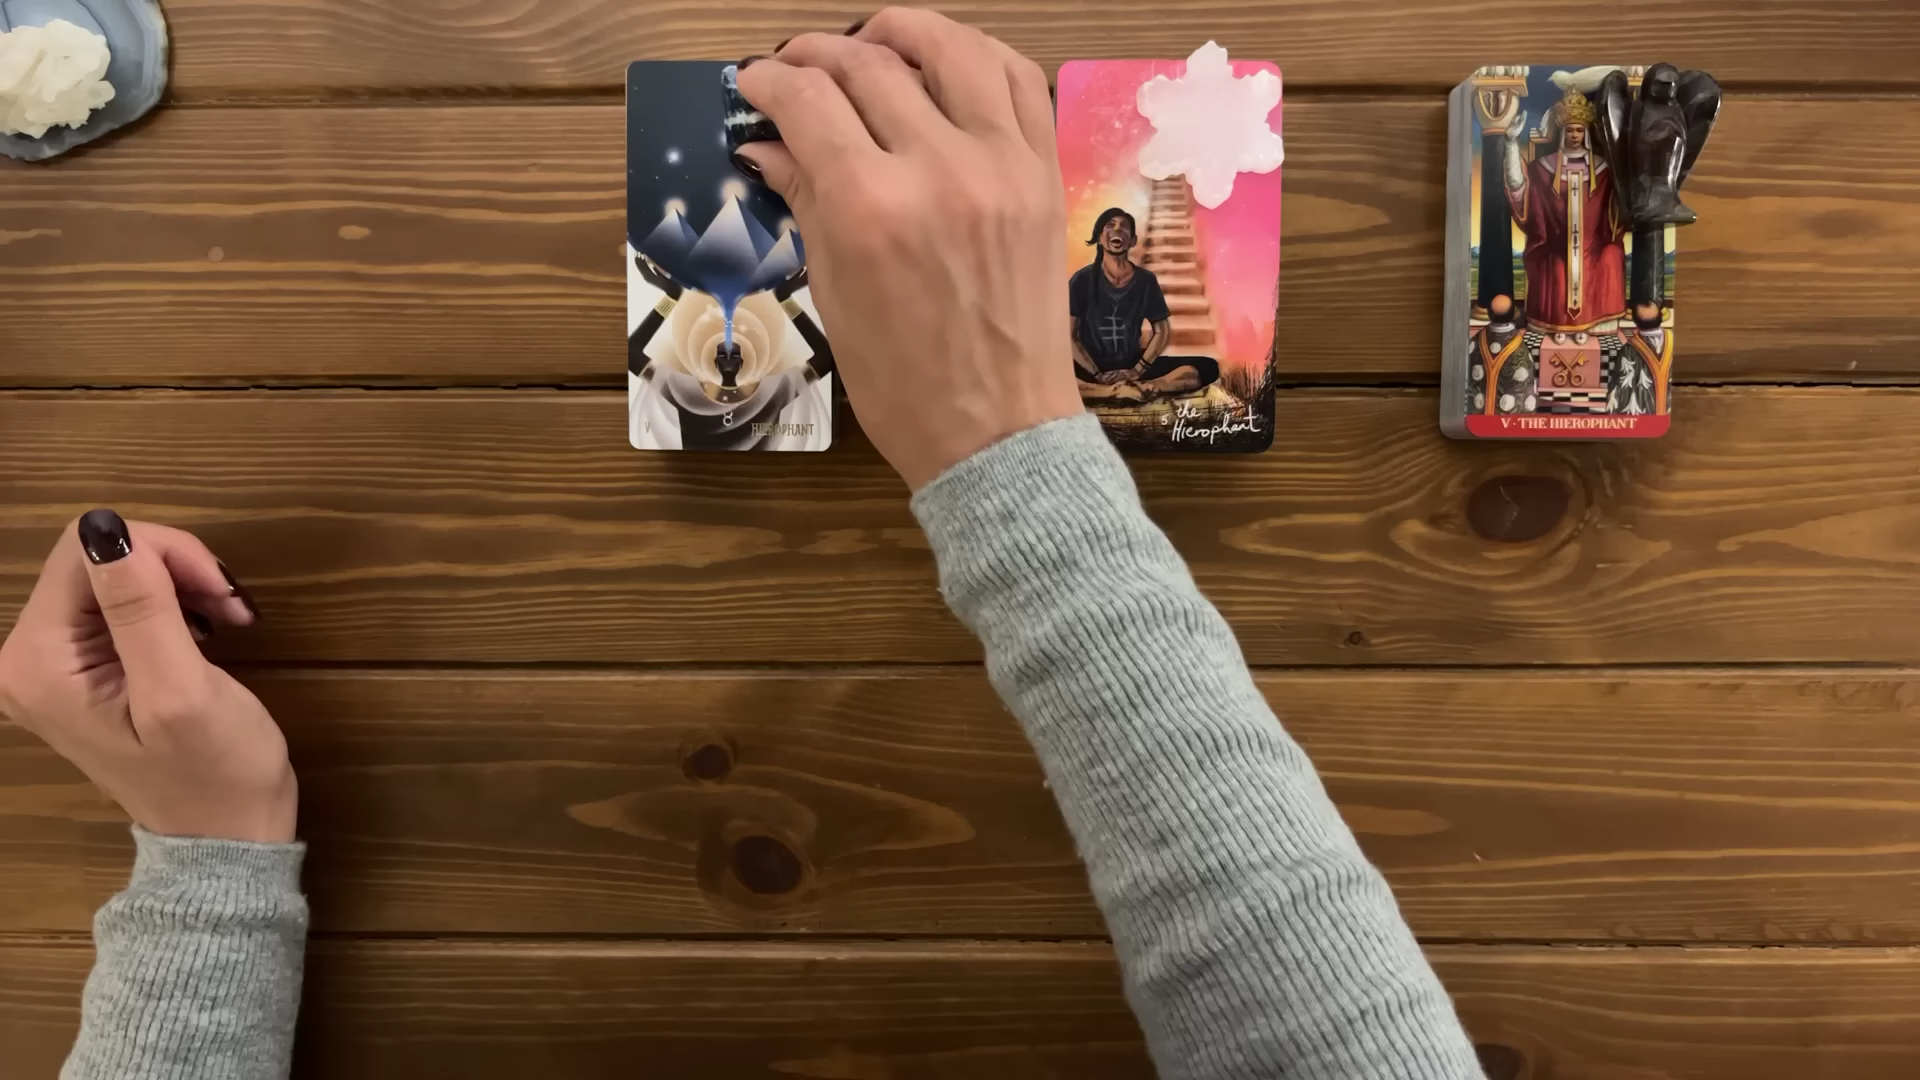 V
HIEROPHANT
5 the
Hierophant
V · THE HIEROPHANT